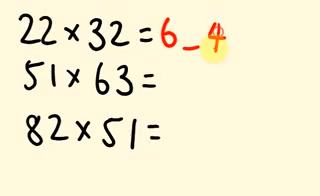 22 × 32 = 6_4
51 × 63 =
82 × 51 =